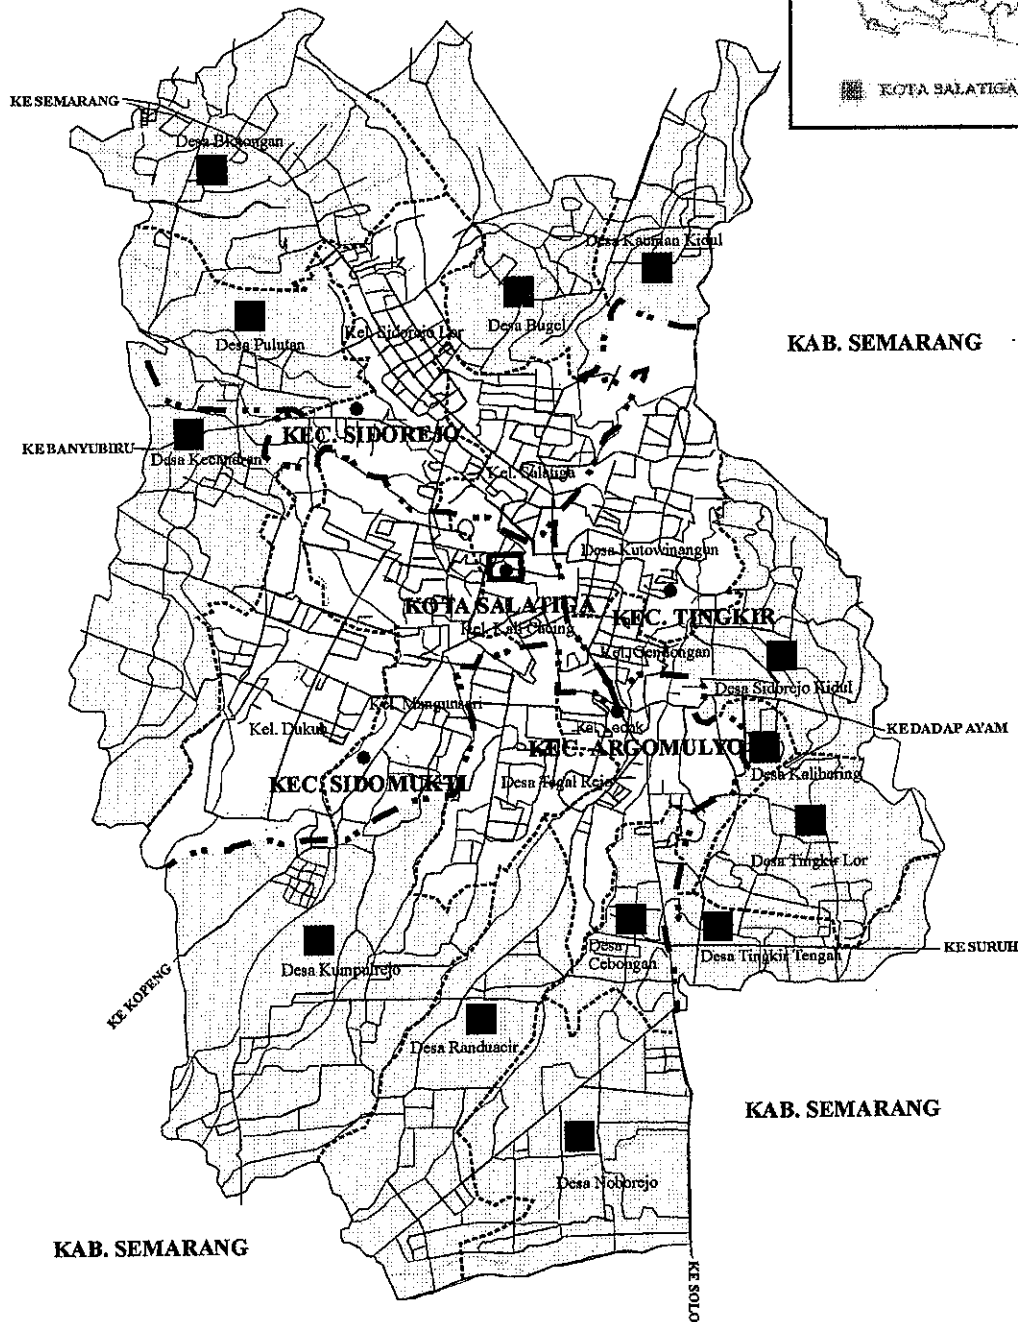 KOTA SALATIGA
KE SEMARANG
Desa Blotongan
Desa Kauman Kidul
Desa Bugel
Kel. Sidorejo Lor
Desa Pulutan
KAB. SEMARANG
KEC. SIDOREJO
KE BANYUBIRU
Desa Kecandran
Kel. Salatiga
Desa Kutowinangun
KOTA SALATIGA
KEC. TINGKIR
Kel. Kali Cacing
Kel. Gendongan
Desa Sidorejo Kidul
Kel. Mangunsari
Kel. Dukuh
Kel. Ledok
KE DADAP AYAM
KEC. ARGOMULYO
Desa Kalibening
KEC. SIDOMUKTI
Desa Tegal Rejo
Desa Tingkir Lor
Desa
Cebongan
Desa Tingkir Tengah
KE SURUH
Desa Kumpulrejo
KE KOPENG
Desa Randuacir
KAB. SEMARANG
Desa Noborejo
KAB. SEMARANG
KE SOLO